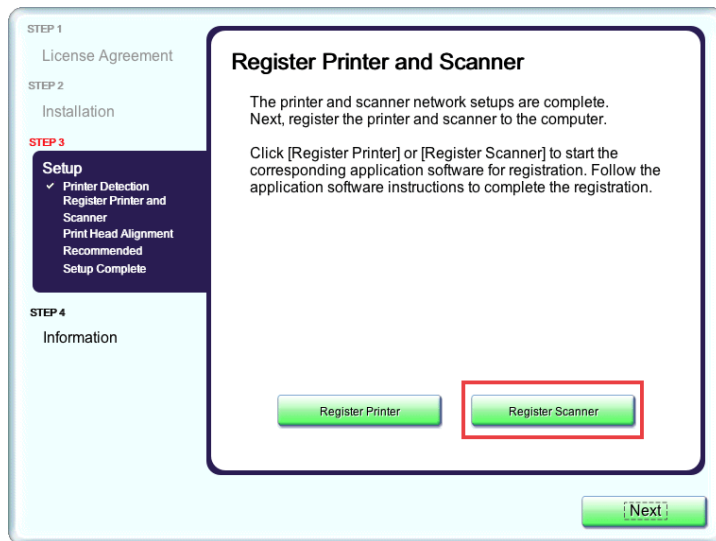 STEP 1
License Agreement
STEP 2
Installation
STEP 3
Setup
✓ Printer Detection
Register Printer and
Scanner
Print Head Alignment
Recommended
Setup Complete
STEP 4
Information
Register Printer and Scanner
The printer and scanner network setups are complete.
Next, register the printer and scanner to the computer.
Click [Register Printer] or [Register Scanner] to start the
corresponding application software for registration. Follow the
application software instructions to complete the registration.
Register Printer
Register Scanner
Next